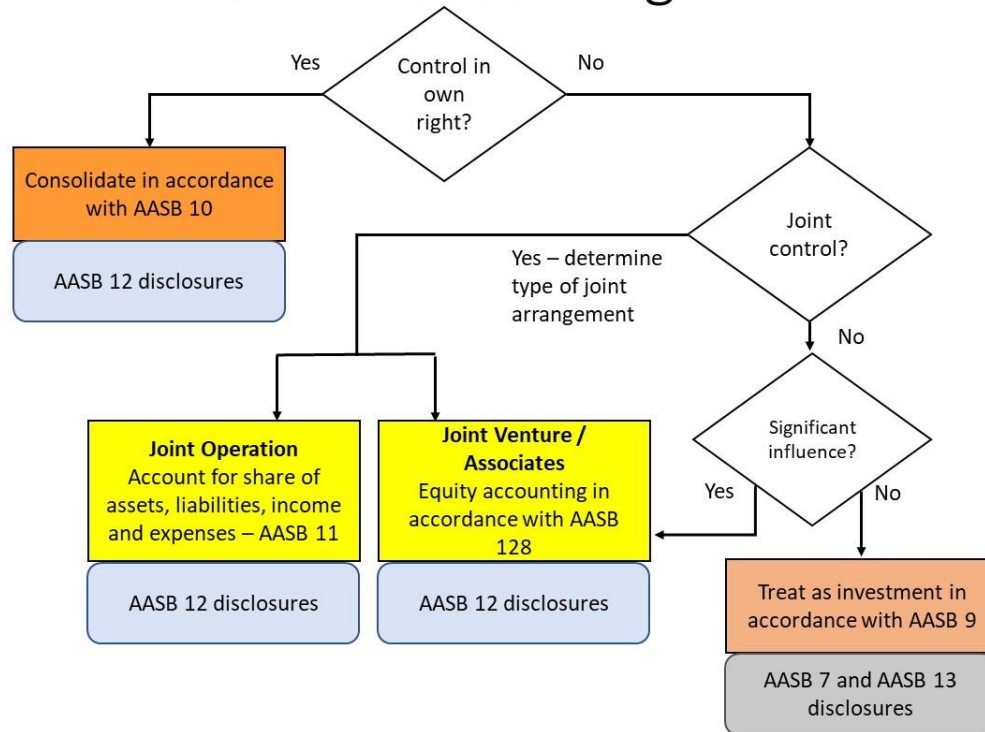 Yes
Control in
own
right?
No
Consolidate in accordance
with AASB 10
AASB 12 disclosures
Joint
control?
Yes – determine
type of joint
arrangement
No
Joint Operation
Account for share of
assets, liabilities, income
and expenses – AASB 11
AASB 12 disclosures
Joint Venture /
Associates
Equity accounting in
accordance with AASB
128
AASB 12 disclosures
Significant
influence?
Yes
No
Treat as investment in
accordance with AASB 9
AASB 7 and AASB 13
disclosures